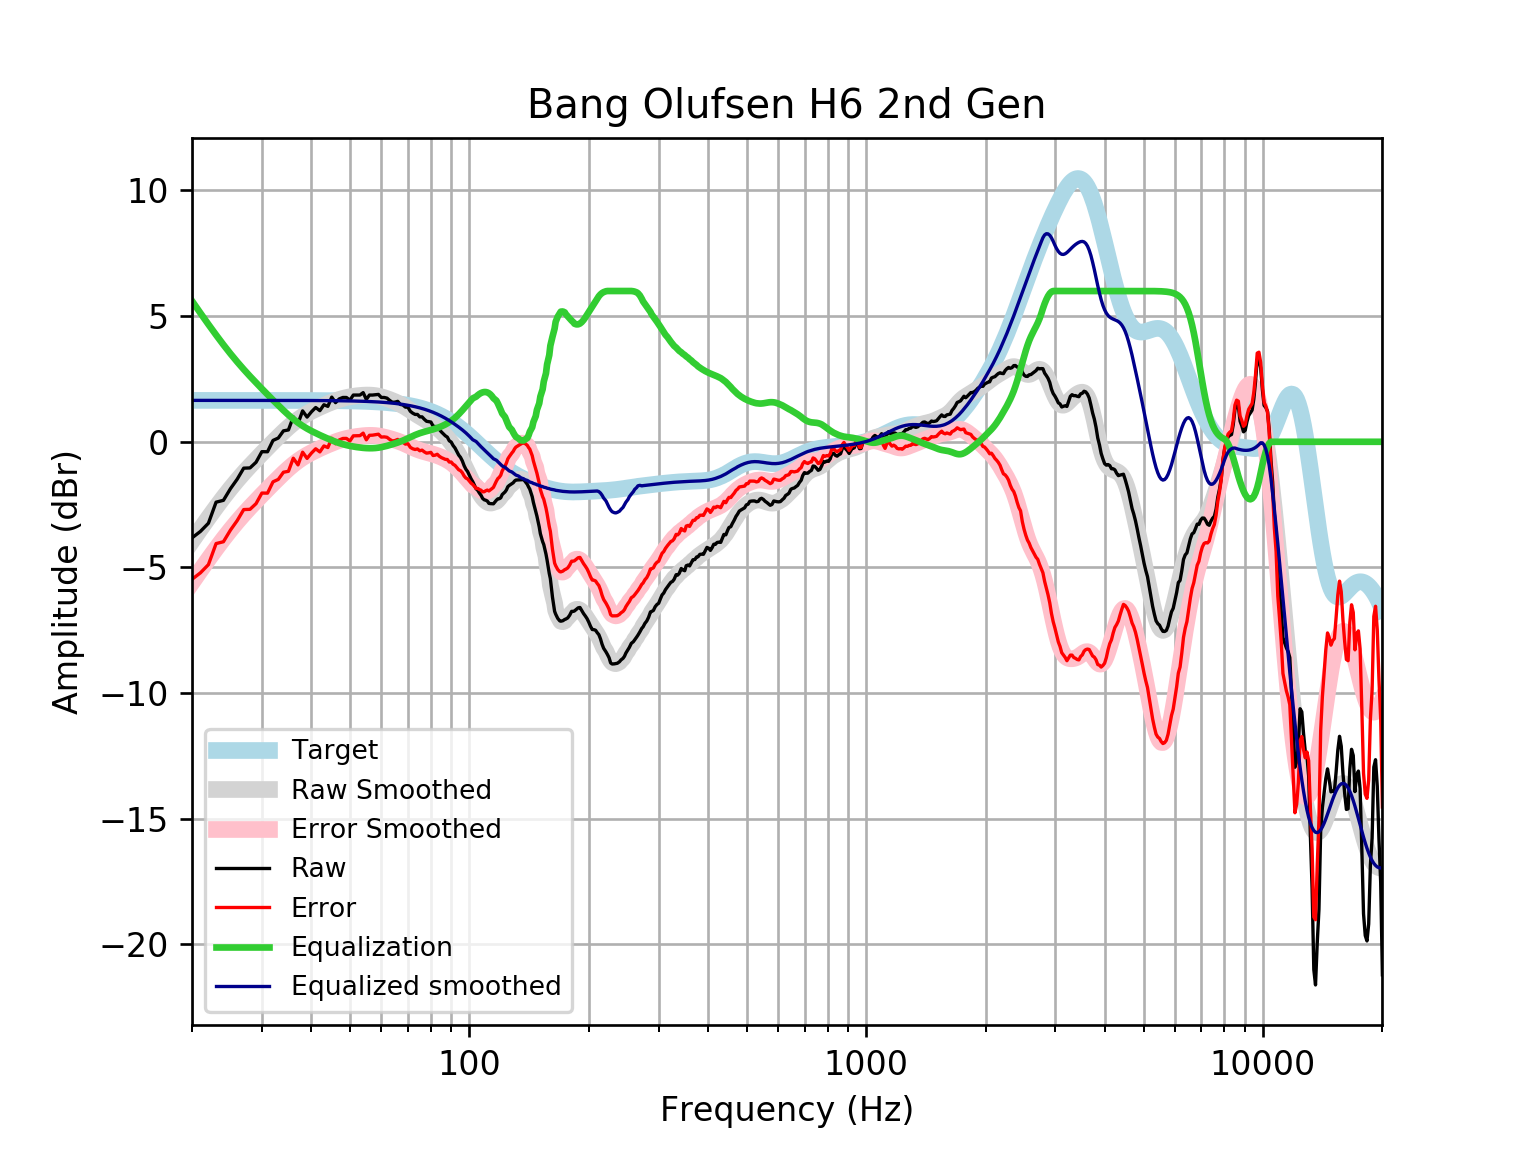 Bang Olufsen H6 2nd Gen
10
5
0
−5
−10
−15
−20
Amplitude (dBr)
Target
Raw Smoothed
Error Smoothed
Raw
Error
Equalization
Equalized smoothed
100 1000 10000
Frequency (Hz)